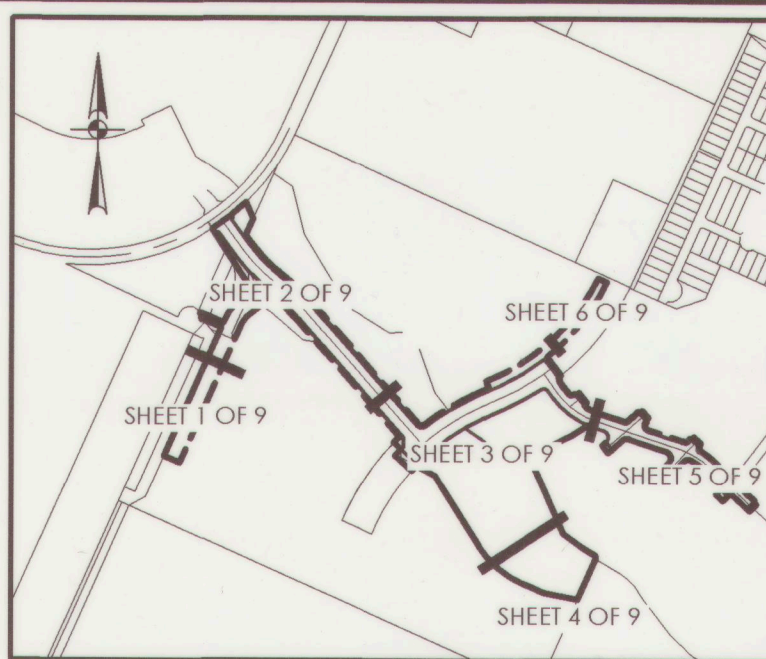 SHEET 2 OF 9
SHEET 6 OF 9
SHEET 1 OF 9
SHEET 3 OF 9
SHEET 5 OF 9
SHEET 4 OF 9